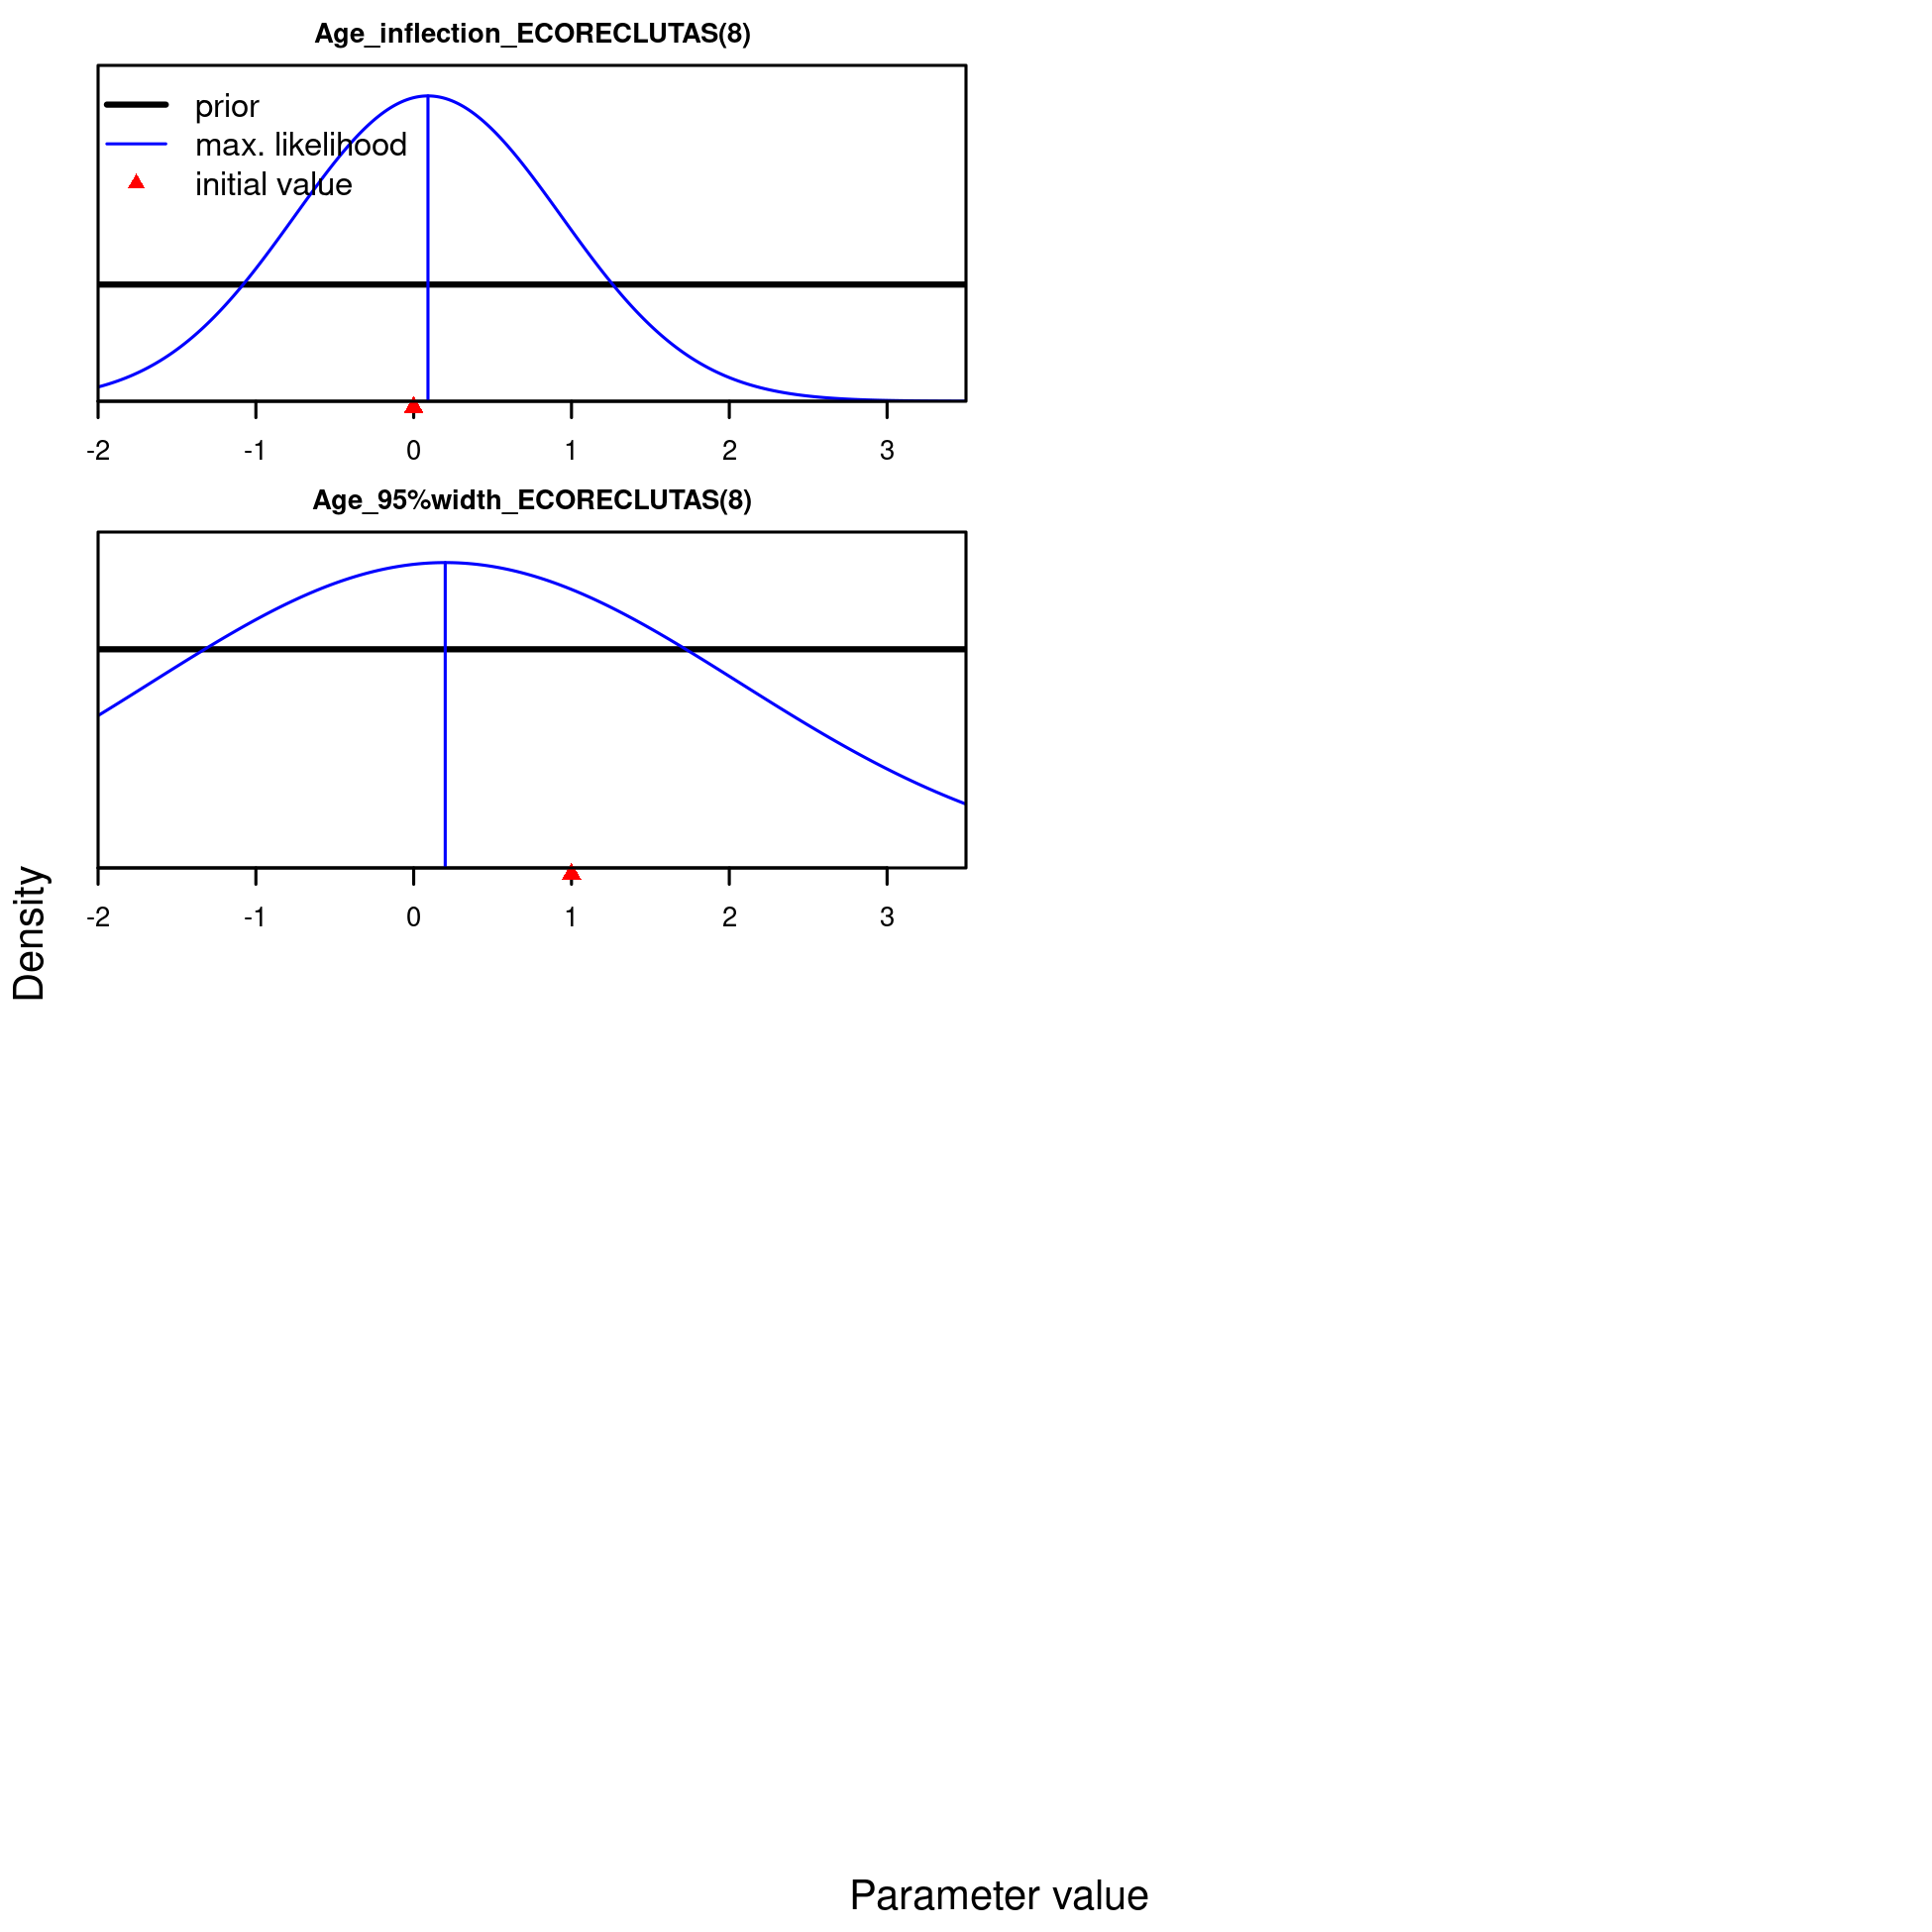 Age_inflection_ECORECLUTAS(8)
prior
max. likelihood
initial value
-2 -1 0 1 2 3
Age_95%width_ECORECLUTAS(8)
-2 -1 0 1 2 3
Density
Parameter value